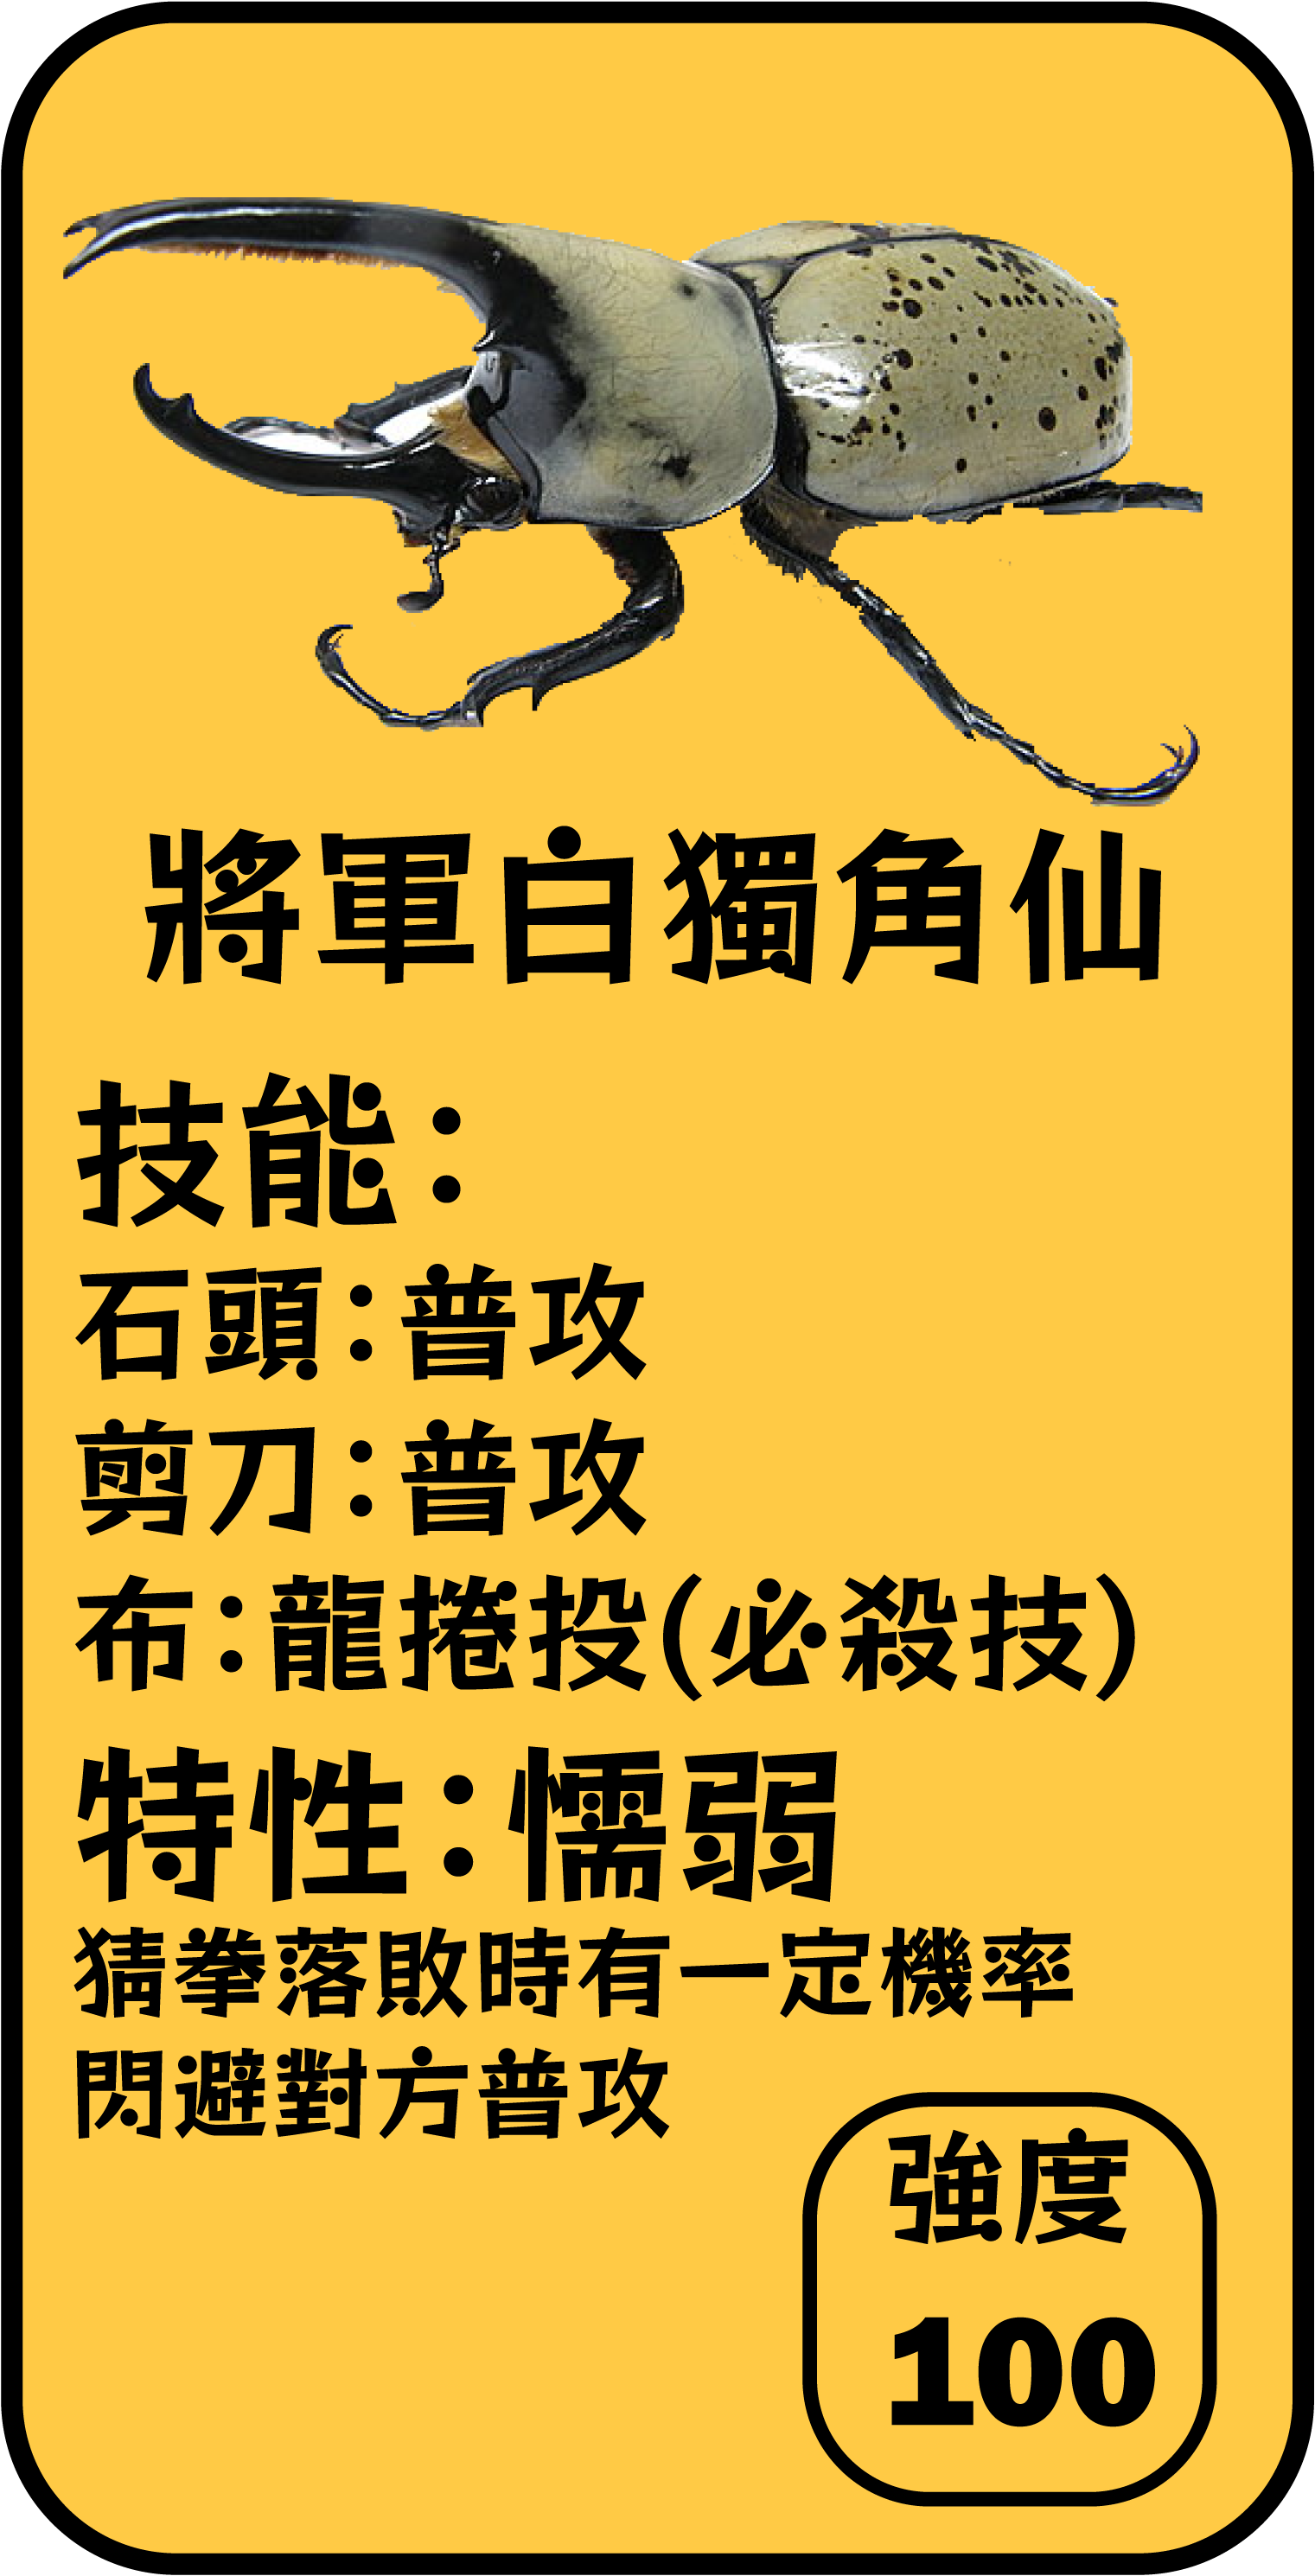 將軍白獨角仙
技能：
石頭：普攻
剪刀：普攻
布：龍捲投(必殺技)
特性：懦弱
猜拳落敗時有一定機率
閃避對方普攻
強度
100